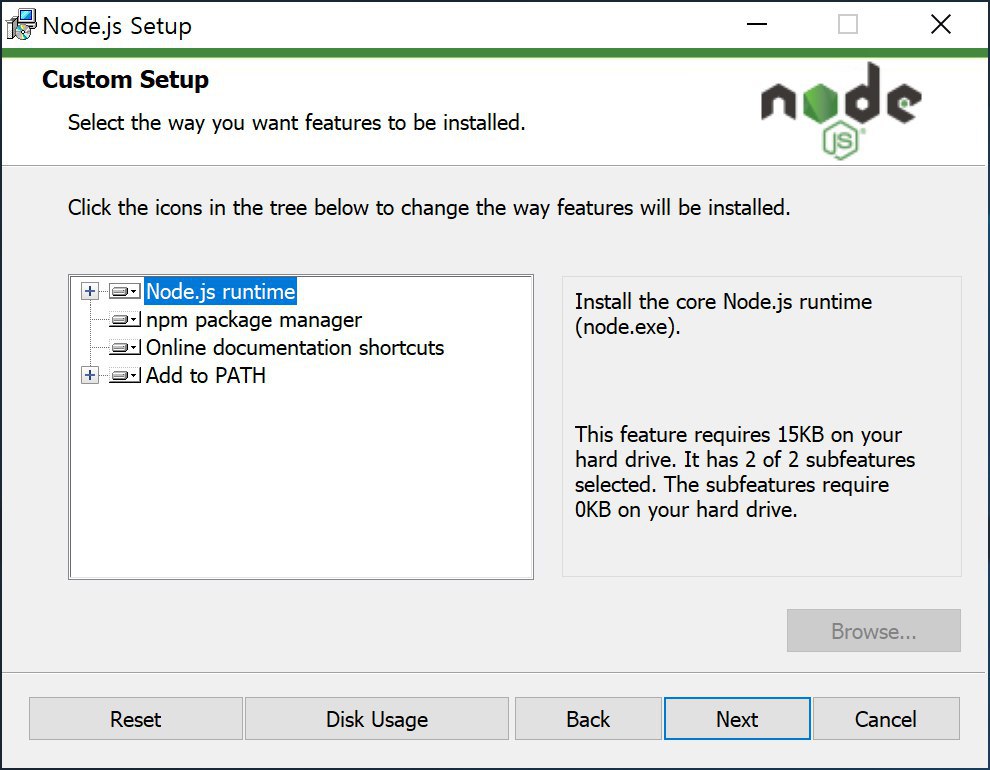 Node.js Setup
Custom Setup
Select the way you want features to be installed.
node
JS
Click the icons in the tree below to change the way features will be installed.
Node.js runtime
npm package manager
Online documentation shortcuts
Add to PATH
Install the core Node.js runtime
(node.exe).
This feature requires 15KB on your
hard drive. It has 2 of 2 subfeatures
selected. The subfeatures require
0KB on your hard drive.
Browse...
Reset
Disk Usage
Back
Next
Cancel